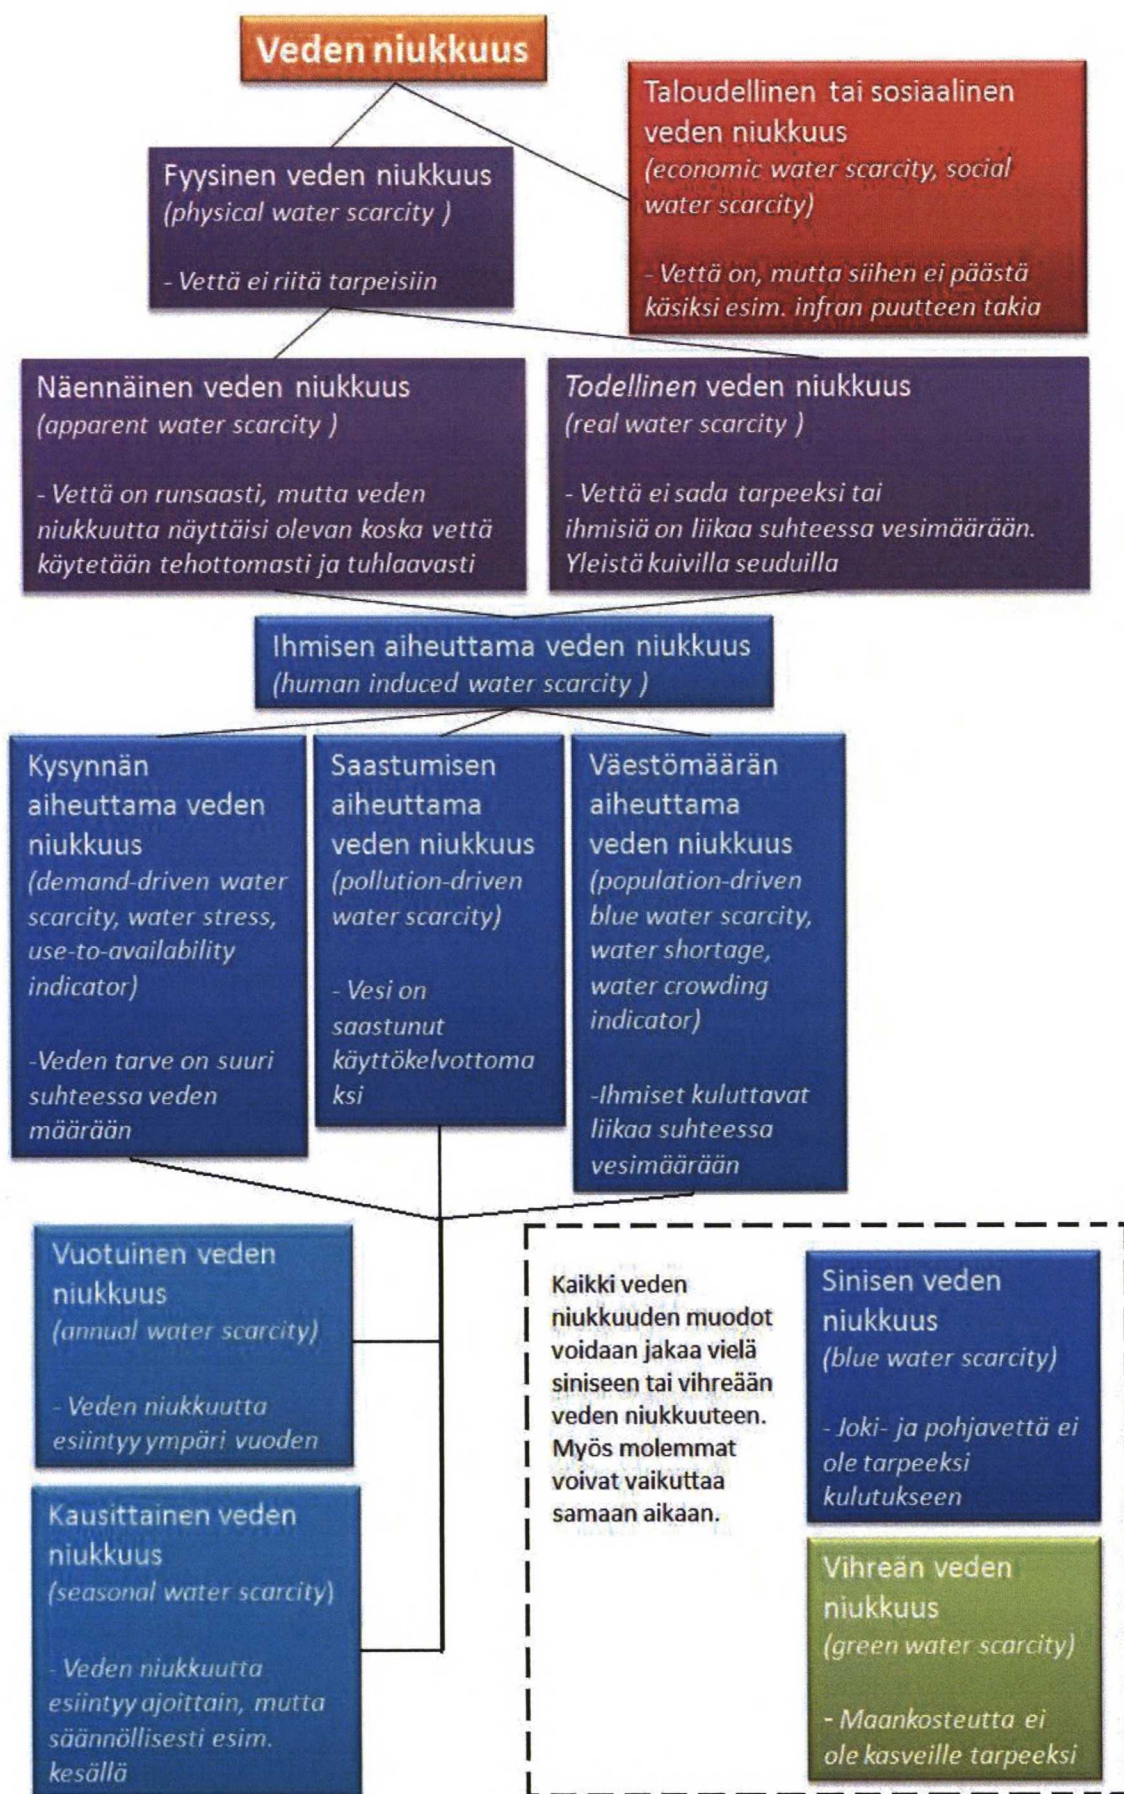 Veden niukkuus
Taloudellinen tai sosiaalinen
veden niukkuus
(economic water scarcity, social
water scarcity)
- Vettä on, mutta siihen ei päästä
käsiksi esim. infran puutteen takia
Fyysinen veden niukkuus
(physical water scarcity )
- Vettä ei riitä tarpeisiin
Näennäinen veden niukkuus
(apparent water scarcity )
- Vettä on runsaasti, mutta veden
niukkuutta näyttäisi olevan koska vettä
käytetään tehottomasti ja tuhlaavasti
Todellinen veden niukkuus
(real water scarcity )
- Vettä ei sada tarpeeksi tai
ihmisiä on liikaa suhteessa vesimäärään.
Yleistä kuivilla seuduilla
Ihmisen aiheuttama veden niukkuus
(human induced water scarcity )
Kysynnän
aiheuttama veden
niukkuus
(demand-driven water
scarcity, water stress,
use-to-availability
indicator)
-Veden tarve on suuri
suhteessa veden
määrään
Saastumisen
aiheuttama
veden niukkuus
(pollution-driven
water scarcity)
- Vesi on
saastunut
käyttökelvottoma
ksi
Väestömäärän
aiheuttama
veden niukkuus
(population-driven
blue water scarcity,
water shortage,
water crowding
indicator)
-Ihmiset kuluttavat
liikaa suhteessa
vesimäärään
Vuotuinen veden
niukkuus
(annual water scarcity)
- Veden niukkuutta
esiintyy ympäri vuoden
Kausittainen veden
niukkuus
(seasonal water scarcity)
- Veden niukkuutta
esiintyy ajoittain, mutta
säännöllisesti esim.
kesällä
Kaikki veden
niukkuuden muodot
voidaan jakaa vielä
siniseen tai vihreään
veden niukkuuteen.
Myös molemmat
voivat vaikuttaa
samaan aikaan.
Sinisen veden
niukkuus
(blue water scarcity)
- Joki- ja pohjavettä ei
ole tarpeeksi
kulutukseen
Vihreän veden
niukkuus
(green water scarcity)
- Maankosteutta ei
ole kasveille tarpeeksi